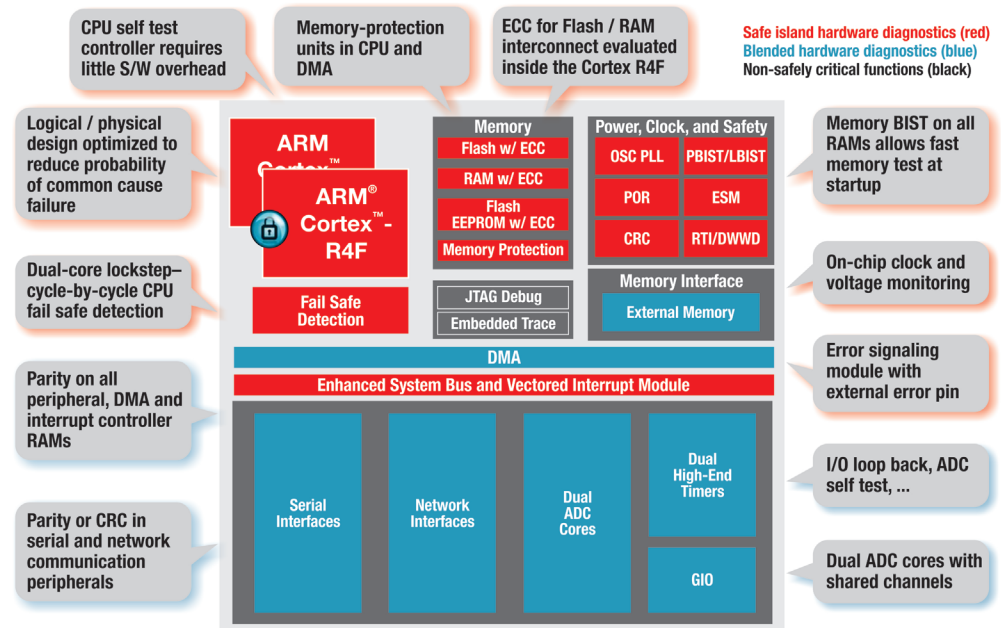 CPU self test
controller requires
little S/W overhead
Memory-protection
units in CPU and
DMA
ECC for Flash / RAM
interconnect evaluated
inside the Cortex R4F
Safe island hardware diagnostics (red)
Blended hardware diagnostics (blue)
Non-safely critical functions (black)
Logical / physical
design optimized to
reduce probability
of common cause
failure
Dual-core lockstep–
cycle-by-cycle CPU
fail safe detection
Parity on all
peripheral, DMA and
interrupt controller
RAMs
Parity or CRC in
serial and network
communication
peripherals
ARM
Cortex™
ARM®
Cortex™-
R4F
Fail Safe
Detection
Memory
Flash w/ ECC
RAM w/ ECC
Flash
EEPROM w/ ECC
Memory Protection
JTAG Debug
Embedded Trace
Power, Clock, and Safety
OSC PLL
PBIST/LBIST
POR
ESM
CRC
RTI/DWWD
Memory Interface
External Memory
DMA
Enhanced System Bus and Vectored Interrupt Module
Serial
Interfaces
Network
Interfaces
Dual
ADC
Cores
Dual
High-End
Timers
GIO
Memory BIST on all
RAMs allows fast
memory test at
startup
On-chip clock and
voltage monitoring
Error signaling
module with
external error pin
I/O loop back, ADC
self test, ...
Dual ADC cores with
shared channels